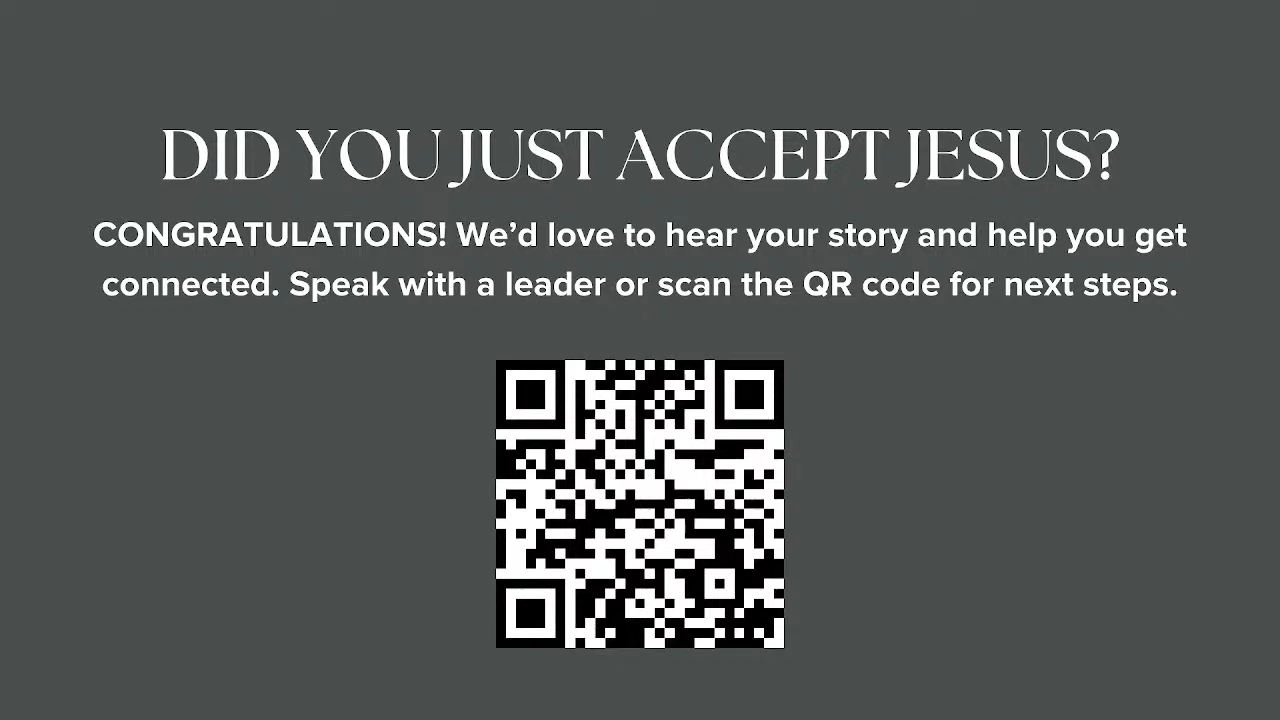 DID YOU JUST ACCEPT JESUS?
CONGRATULATIONS! We’d love to hear your story and help you get
connected. Speak with a leader or scan the QR code for next steps.